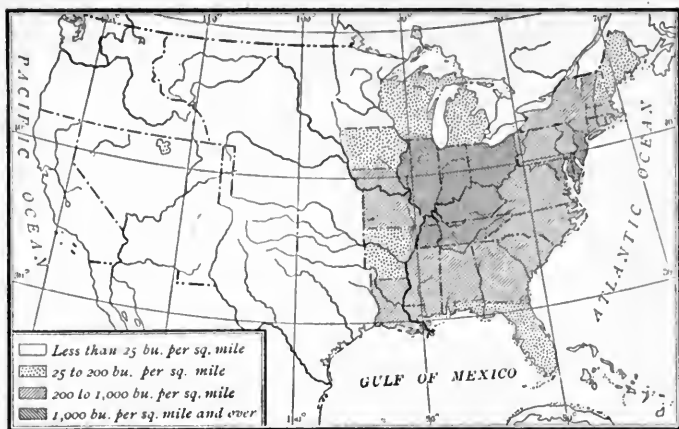 PACIFIC OCEAN
ATLANTIC OCEAN
GULF OF MEXICO
Less than 25 bu. per sq. mile
25 to 200 bu. per sq. mile
200 to 1,000 bu. per sq. mile
1,000 bu. per sq. mile and over